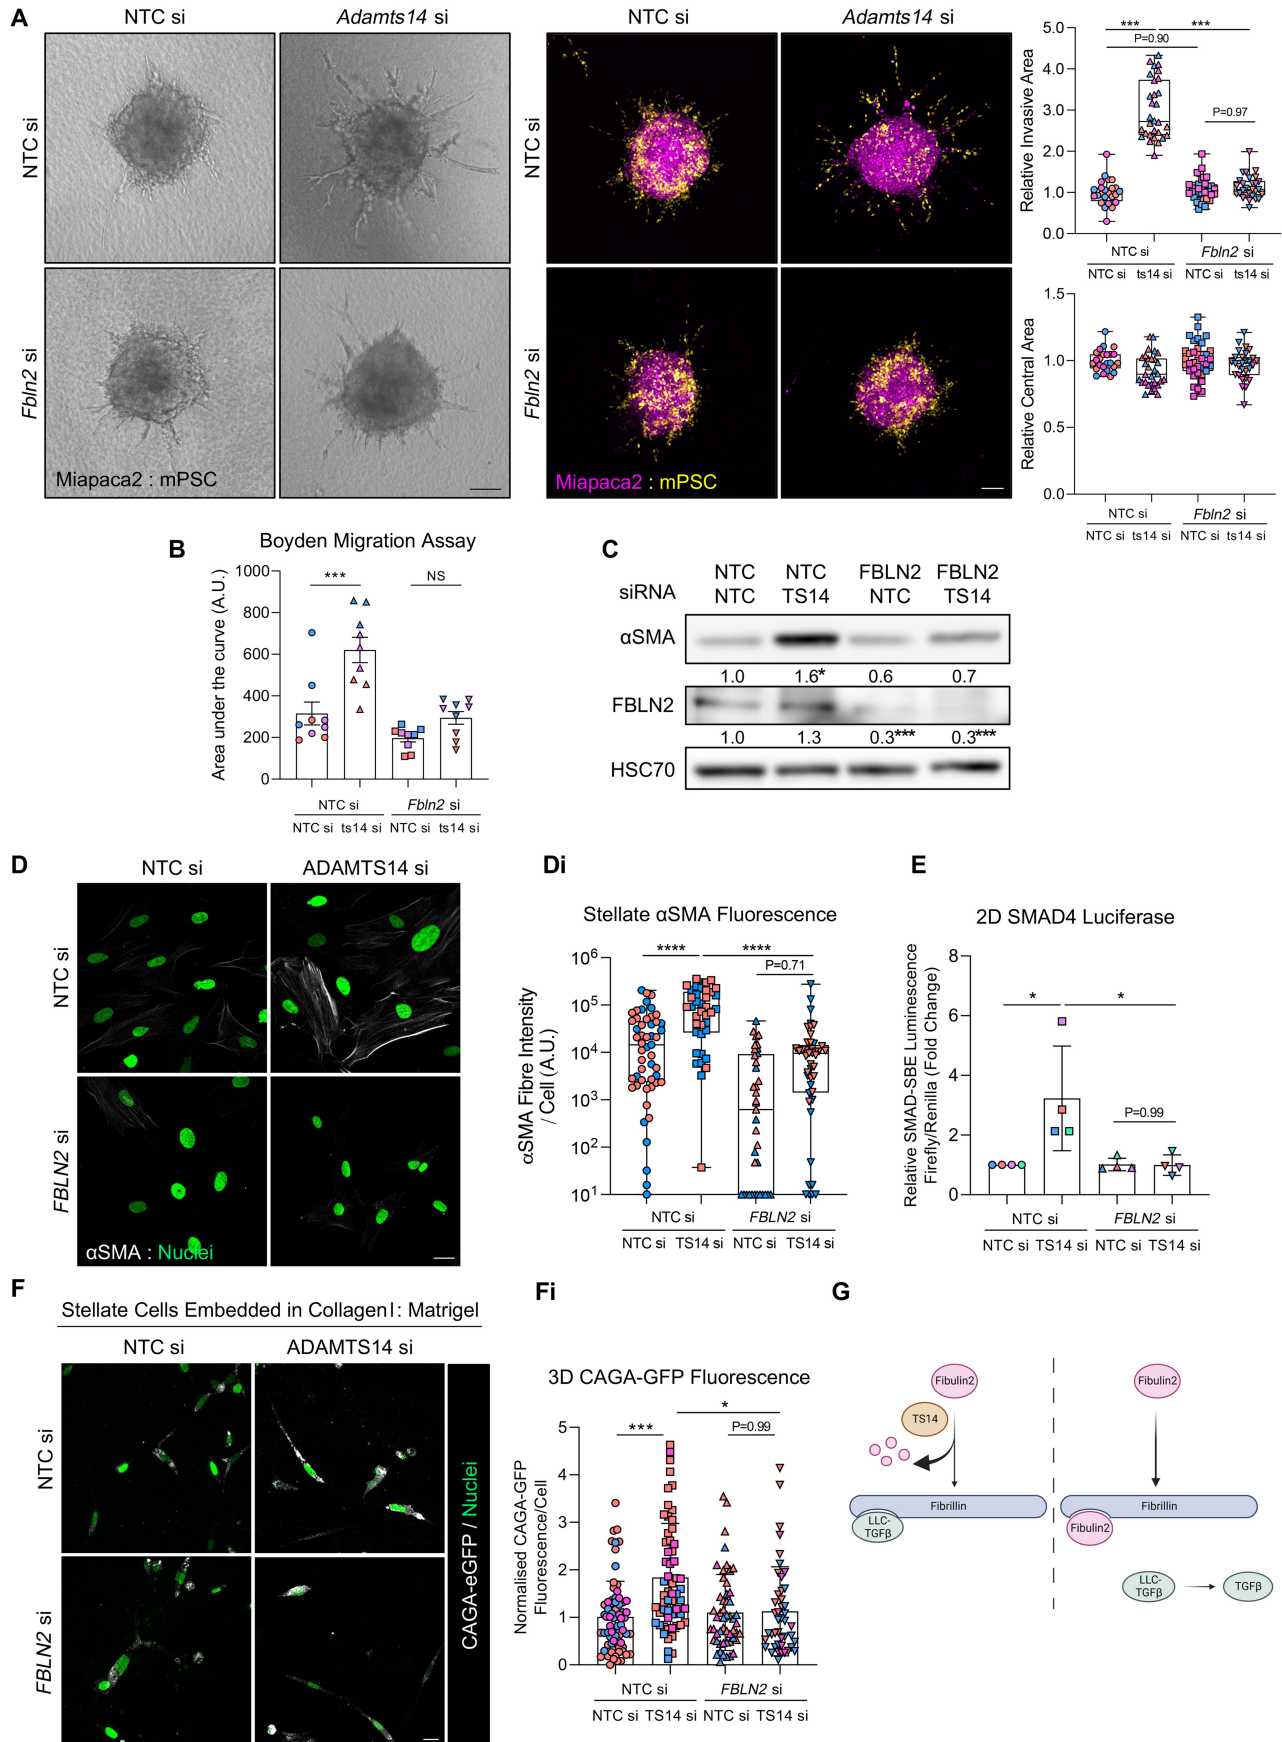 A
NTC si
Adamts14 si
NTC si
Adamts14 si
NTC si
Fbln2 si
Miapaca2 : mPSC
NTC si
Fbln2 si
Miapaca2 : mPSC
Relative Invasive Area
5.0
4.0
3.0
2.0
1.0
0.0
***
***
P=0.90
P=0.97
NTC si
Fbln2 si
NTC si ts14 si NTC si ts14 si
Relative Central Area
1.5
1.0
0.5
0.0
NTC si
Fbln2 si
NTC si ts14 si NTC si ts14 si
B
Boyden Migration Assay
Area under the curve (A.U.)
1000
800
600
400
200
0
***
NS
NTC si
Fbln2 si
NTC si ts14 si NTC si ts14 si
C
siRNA
NTC NTC FBLN2 FBLN2
NTC TS14 NTC TS14
αSMA
1.0 1.6* 0.6 0.7
FBLN2
1.0 1.3 0.3*** 0.3***
HSC70
D
NTC si
ADAMTS14 si
NTC si
FBLN2 si
αSMA : Nuclei
Di
Stellate αSMA Fluorescence
αSMA Fibre Intensity
/ Cell (A.U.)
10⁶
10⁵
10⁴
10³
10²
10¹
****
****
P=0.71
NTC si
FBLN2 si
NTC si TS14 si NTC si TS14 si
E
2D SMAD4 Luciferase
Relative SMAD-SBE Luminescence
Firefly/Renilla (Fold Change)
8
6
4
2
0
*
*
P=0.99
NTC si
FBLN2 si
NTC si TS14 si NTC si TS14 si
F
Stellate Cells Embedded in CollagenI: Matrigel
NTC si
ADAMTS14 si
NTC si
FBLN2 si
CAGA-eGFP / Nuclei
Fi
3D CAGA-GFP Fluorescence
Normalised CAGA-GFP
Fluorescence/Cell
5
4
3
2
1
0
***
*
P=0.99
NTC si
FBLN2 si
NTC si TS14 si NTC si TS14 si
G
Fibulin2
TS14
Fibrillin
LLC-
TGFβ
Fibulin2
Fibrillin
Fibulin2
LLC-
TGFβ
TGFβ